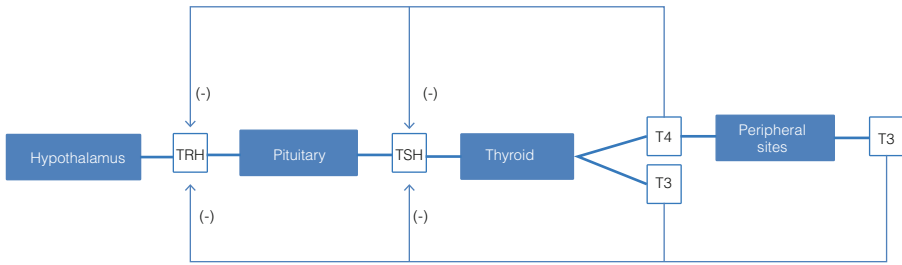 (-)
(-)
Hypothalamus
TRH
Pituitary
TSH
Thyroid
T4
T3
Peripheral
sites
T3
(-)
(-)